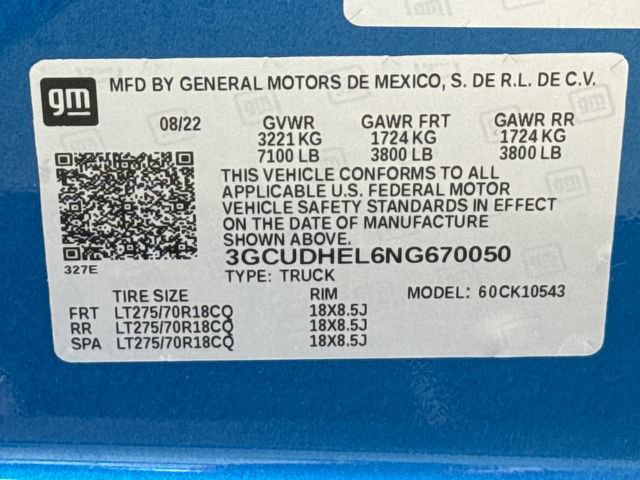 gm
MFD BY GENERAL MOTORS DE MEXICO, S. DE R.L. DE C.V.
08/22 GVWR GAWR FRT GAWR RR
3221 KG 1724 KG 1724 KG
7100 LB 3800 LB 3800 LB
THIS VEHICLE CONFORMS TO ALL
APPLICABLE U.S. FEDERAL MOTOR
VEHICLE SAFETY STANDARDS IN EFFECT
ON THE DATE OF MANUFACTURE
SHOWN ABOVE.
327E
3GCUDHEL6NG670050
TYPE: TRUCK
TIRE SIZE RIM MODEL: 60CK10543
FRT LT275/70R18CQ 18X8.5J
RR LT275/70R18CQ 18X8.5J
SPA LT275/70R18CQ 18X8.5J